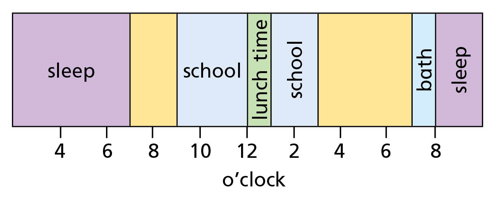 sleep
school
lunch time
school
bath
sleep
4 6 8 10 12 2 4 6 8
o'clock